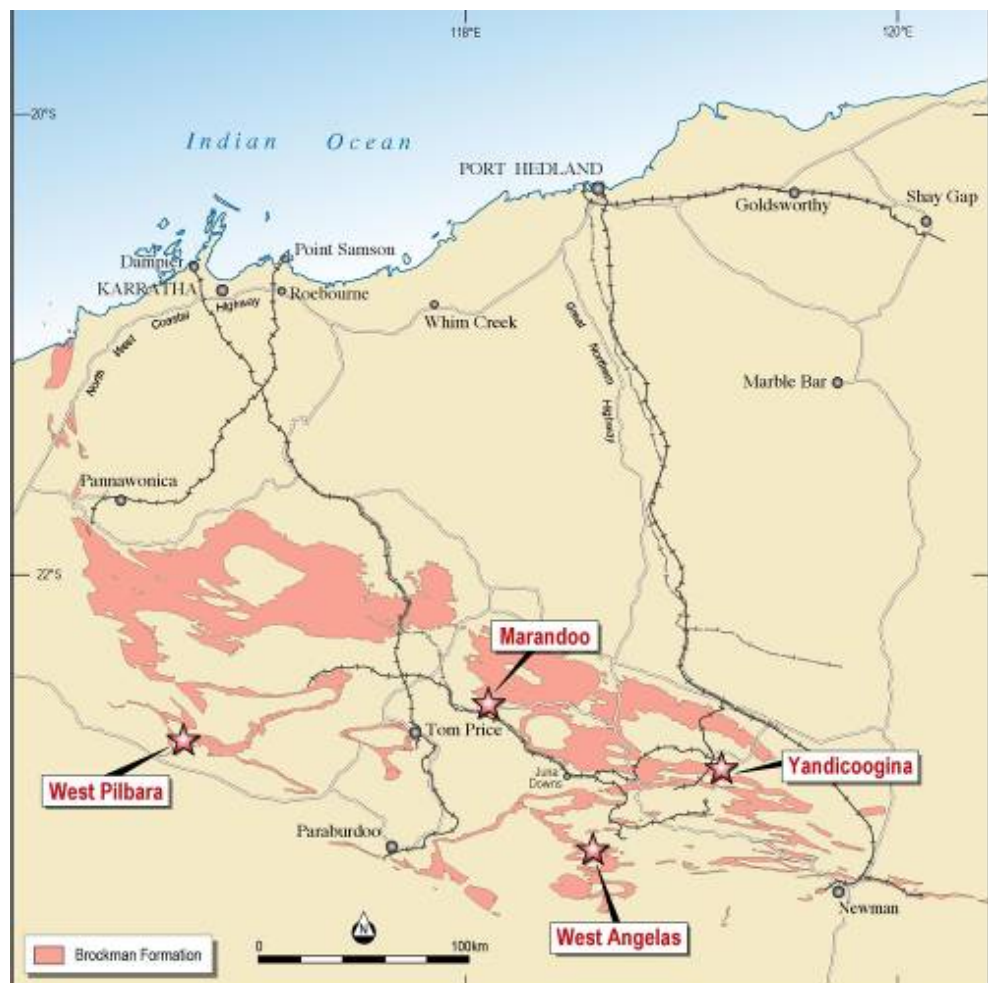 118°E
120°E
20°S
Indian Ocean
PORT HEDLAND
Goldsworthy
Shay Gap
Dampier
Point Samson
KARRATHA
Roebourne
North West Coastal Highway
Whim Creek
Great Northern Highway
Marble Bar
Pannawonica
22°S
Marandoo
Tom Price
West Pilbara
Yandicoogina
Juna
Downs
Paraburdoo
West Angelas
Newman
Brockman Formation
N
0
100km